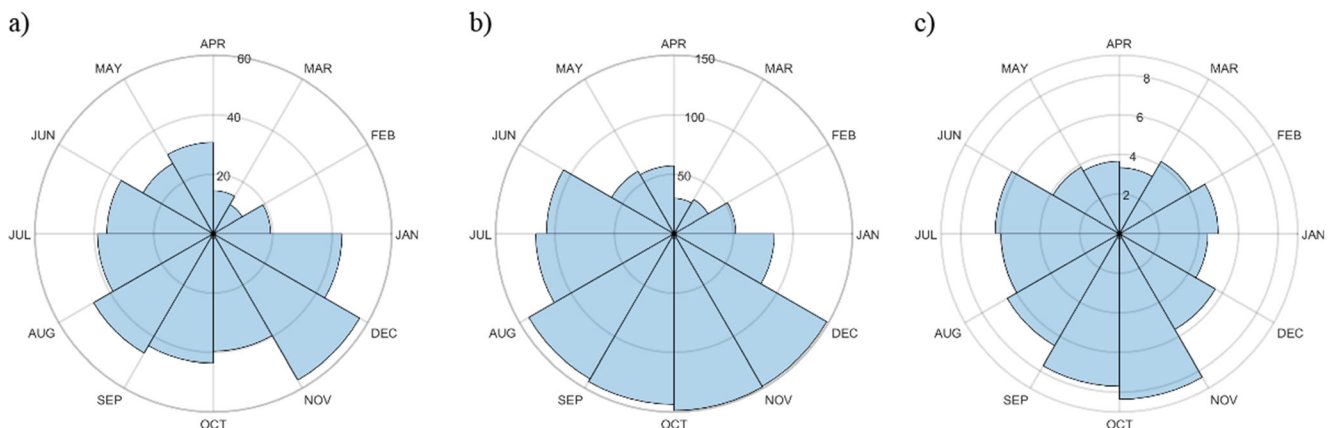 a)
APR
60
MAR
FEB
JAN
DEC
NOV
OCT
SEP
AUG
JUL
JUN
MAY
40
20
b)
APR
150
MAR
FEB
JAN
DEC
NOV
OCT
SEP
AUG
JUL
JUN
MAY
100
50
c)
APR
MAR
FEB
JAN
DEC
NOV
OCT
SEP
AUG
JUL
JUN
MAY
8
6
4
2